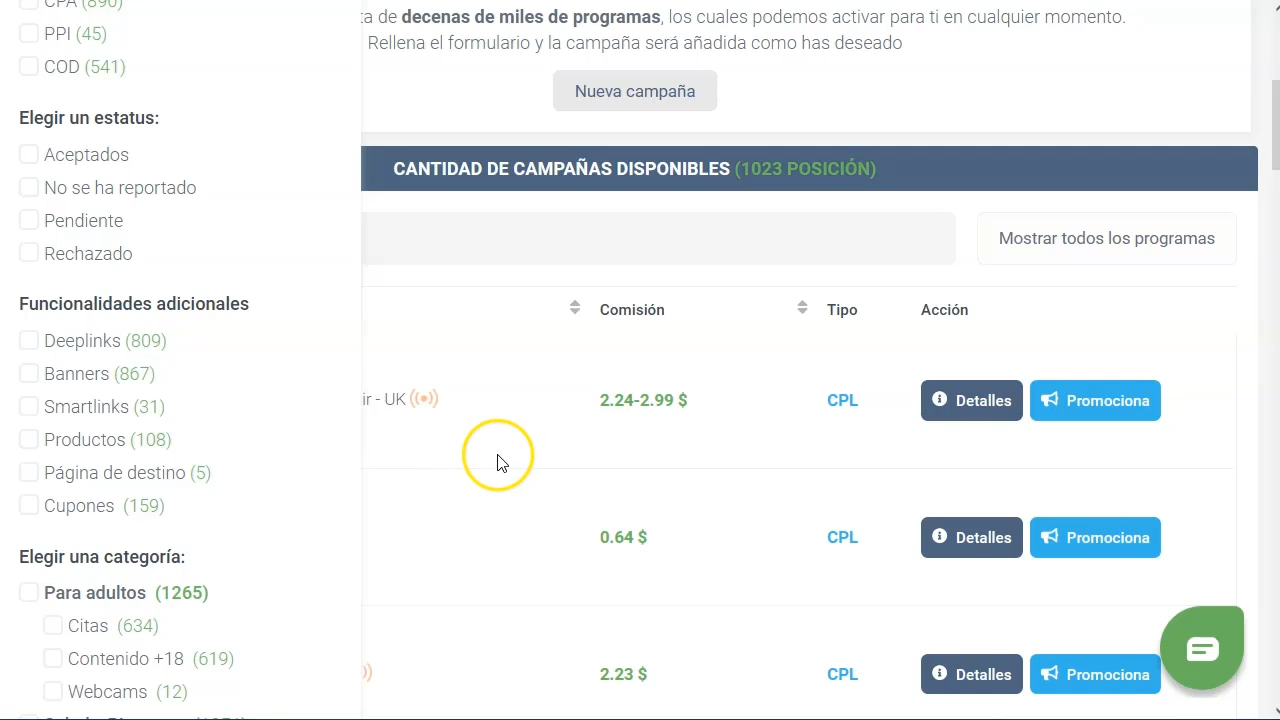 CPA (890)
PPI (45)
COD (541)
Elegir un estatus:
Aceptados
No se ha reportado
Pendiente
Rechazado
Funcionalidades adicionales
Deeplinks (809)
Banners (867)
Smartlinks (31)
Productos (108)
Página de destino (5)
Cupones (159)
Elegir una categoría:
Para adultos (1265)
Citas (634)
Contenido +18 (619)
Webcams (12)
de decenas de miles de programas, los cuales podemos activar para ti en cualquier momento.
Rellena el formulario y la campaña será añadida como has deseado
Nueva campaña
CANTIDAD DE CAMPAÑAS DISPONIBLES (1023 POSICIÓN)
Mostrar todos los programas
Comisión Tipo Acción
ir - UK 2.24-2.99 $ CPL Detalles Promociona
0.64 $ CPL Detalles Promociona
2.23 $ CPL Detalles Promociona